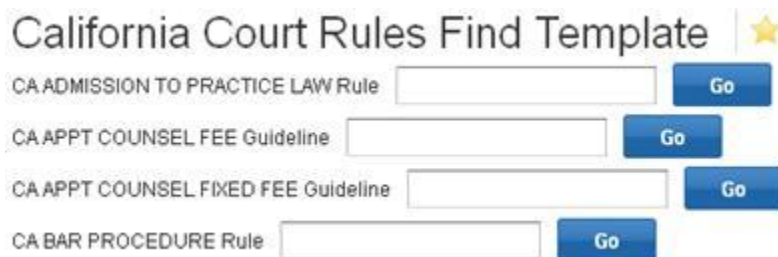 California Court Rules Find Template
CA ADMISSION TO PRACTICE LAW Rule Go
CA APPT COUNSEL FEE Guideline Go
CA APPT COUNSEL FIXED FEE Guideline Go
CA BAR PROCEDURE Rule Go